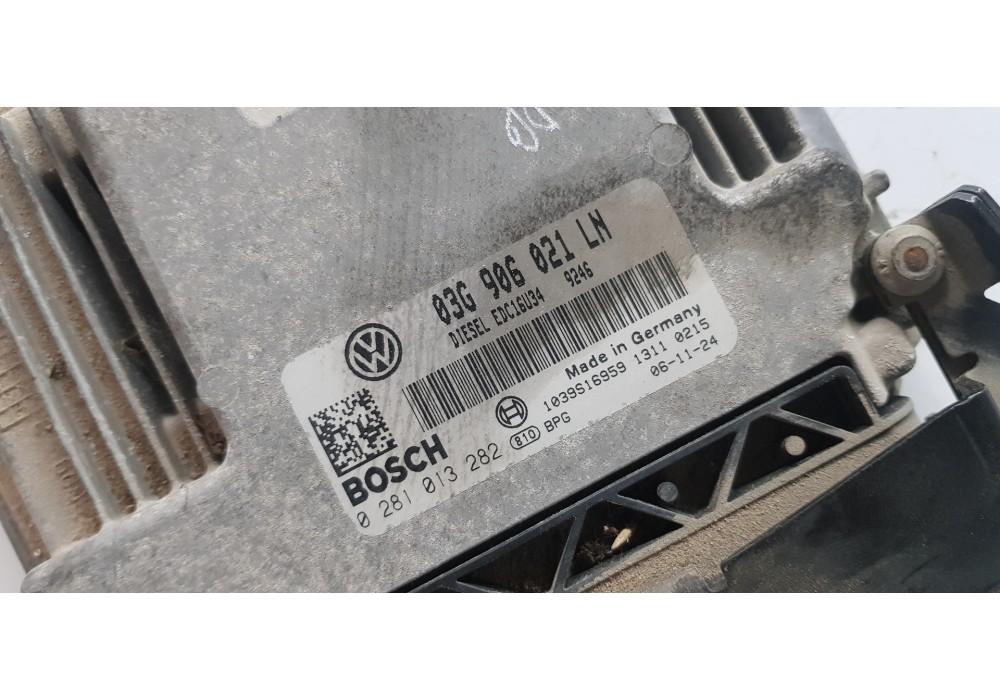 03G 906 021 LN
DIESEL EDC16U34 9246
Made in Germany
1039S16959 1311 0215
BPG 06-11-24
BOSCH
0 281 013 282 810